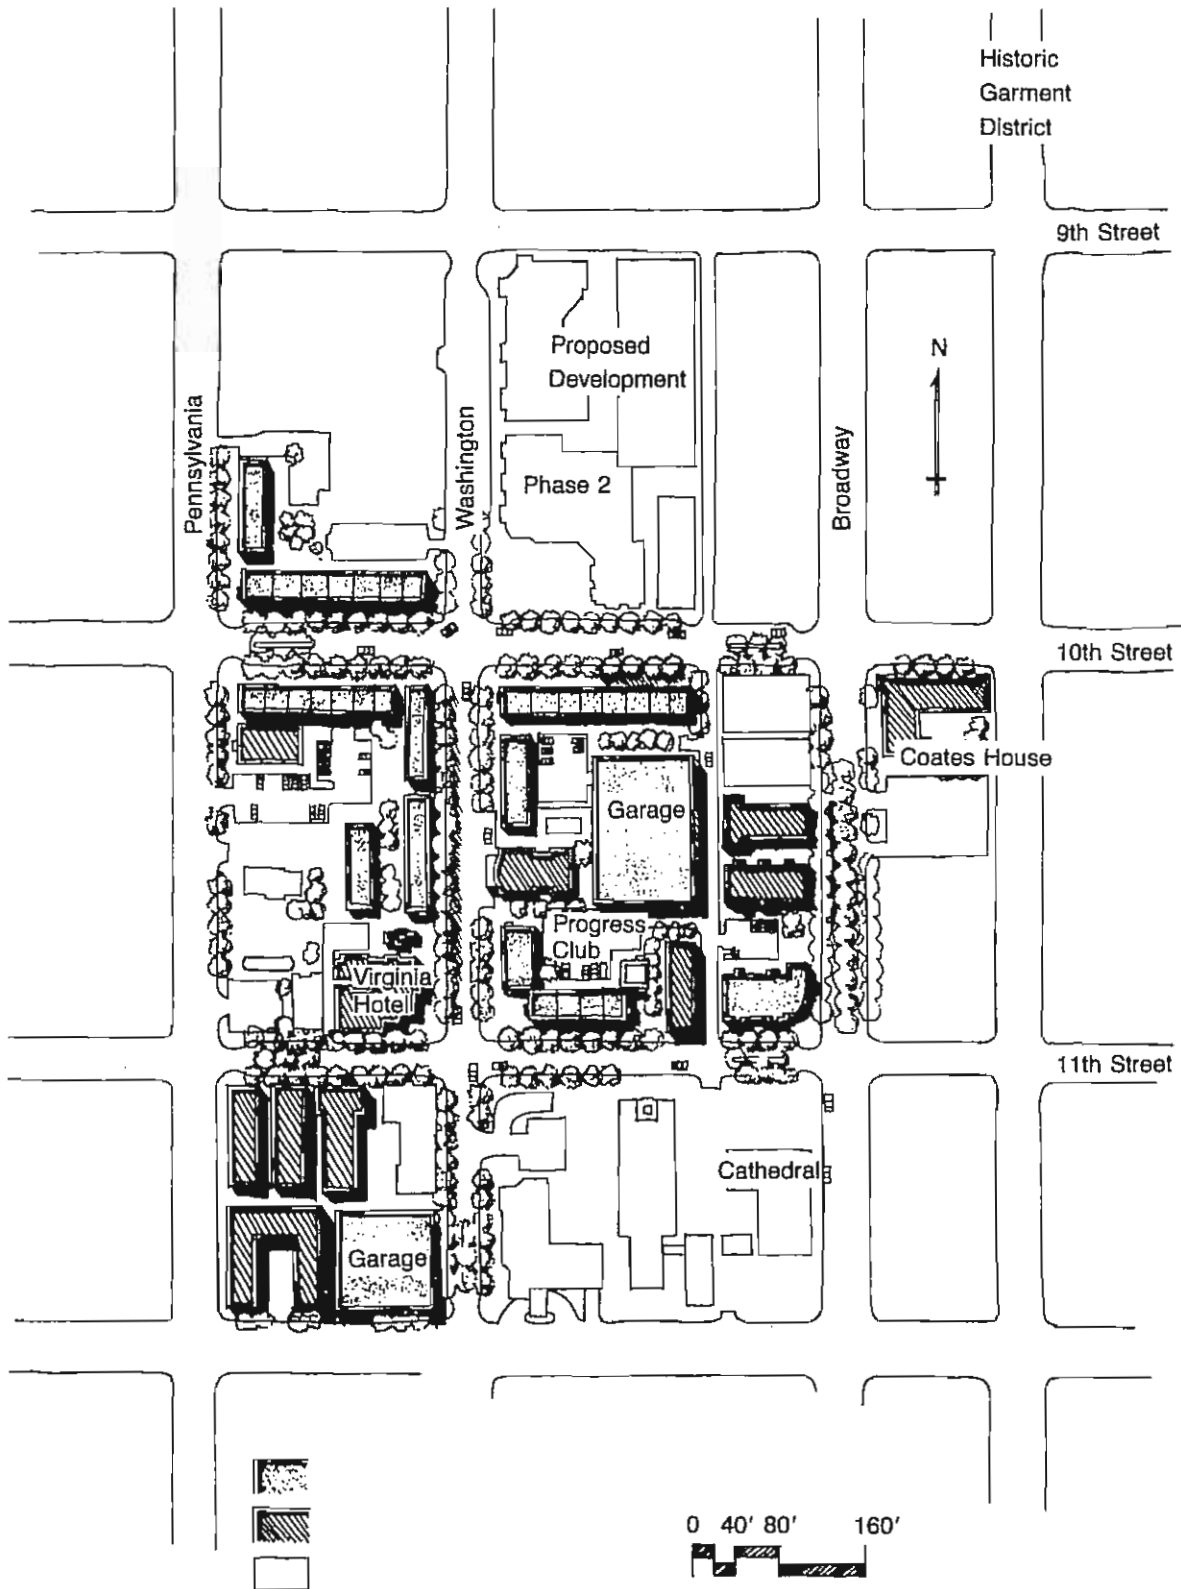 Historic
Garment
District
9th Street
Proposed
Development
N
Pennsylvania
Washington
Broadway
Phase 2
10th Street
Coates House
Garage
Progress
Club
Virginia
Hotell
11th Street
Cathedral
Garage
0 40' 80' 160'